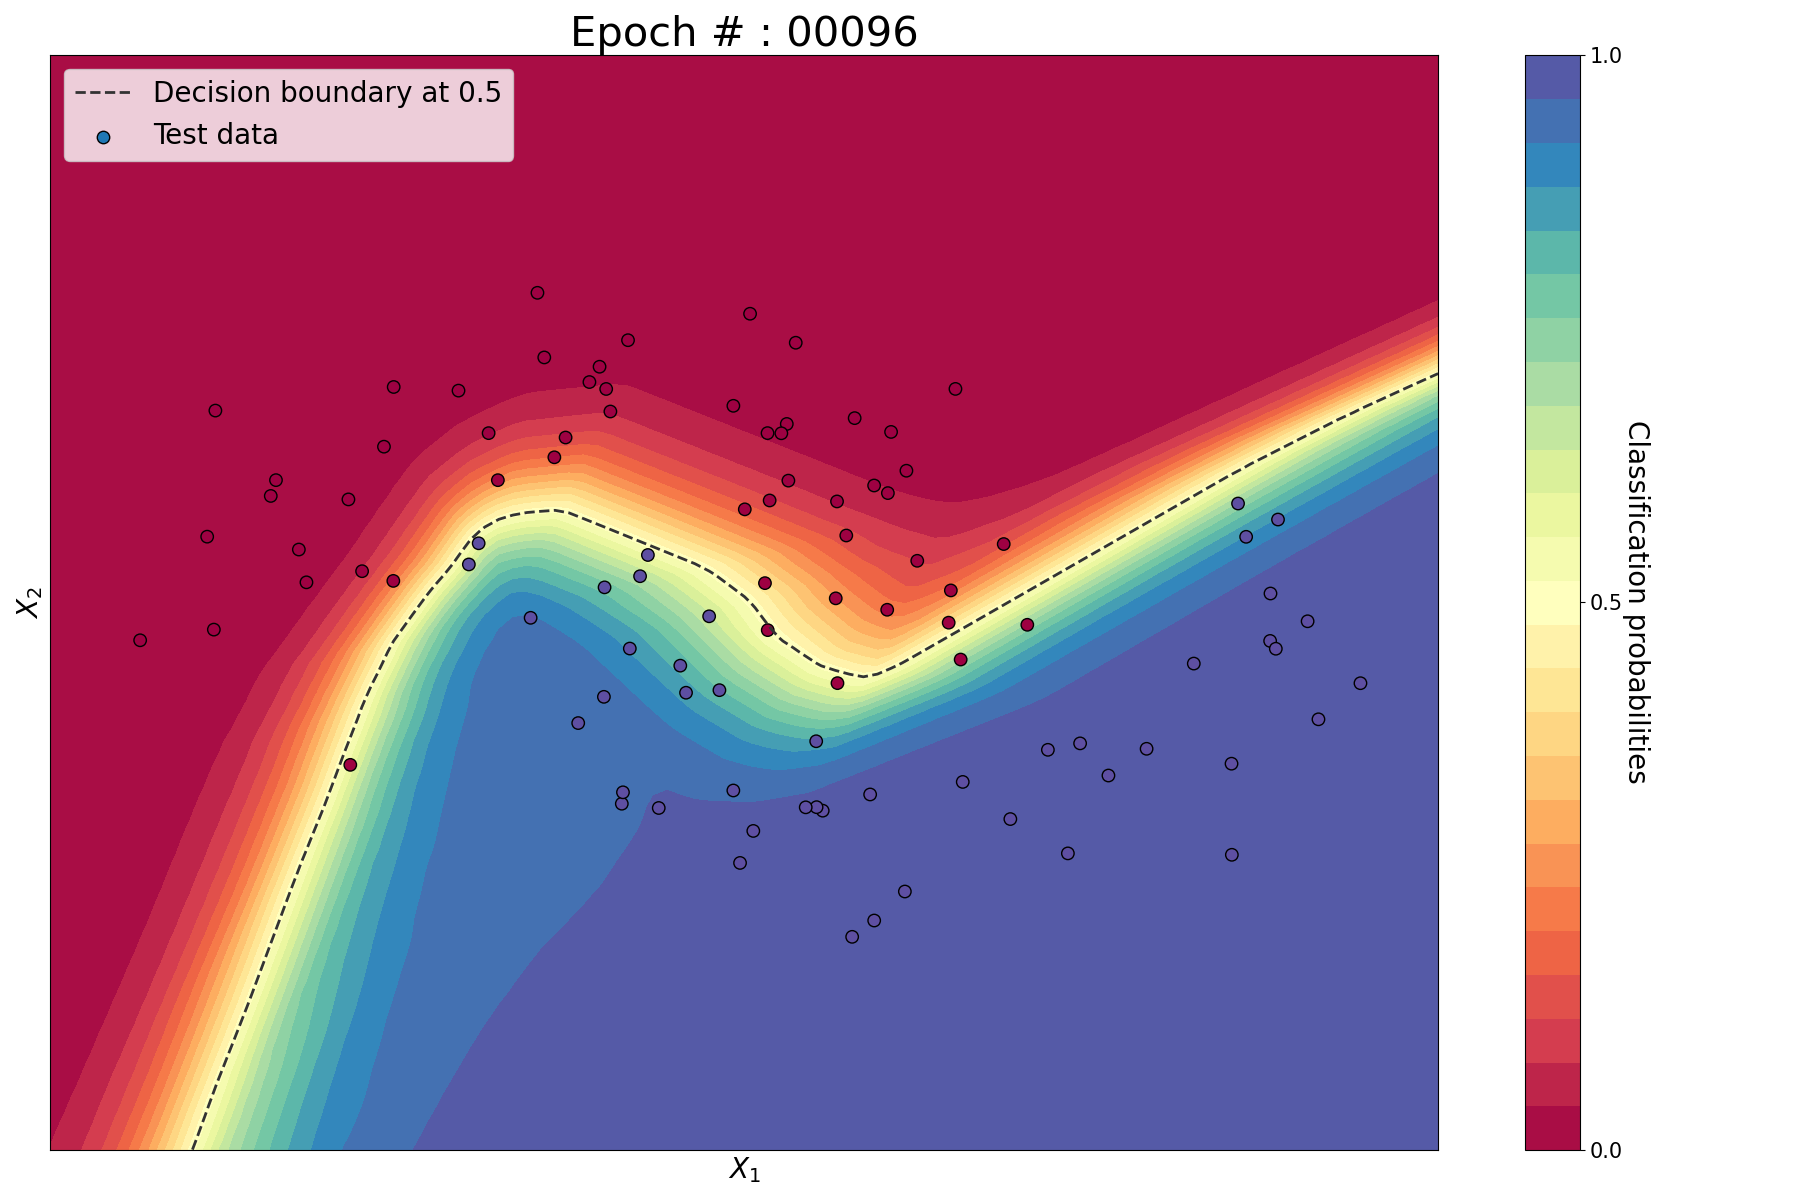 Epoch # : 00096
Decision boundary at 0.5
Test data
1.0
0.5
0.0
Classification probabilities
X₂
X₁